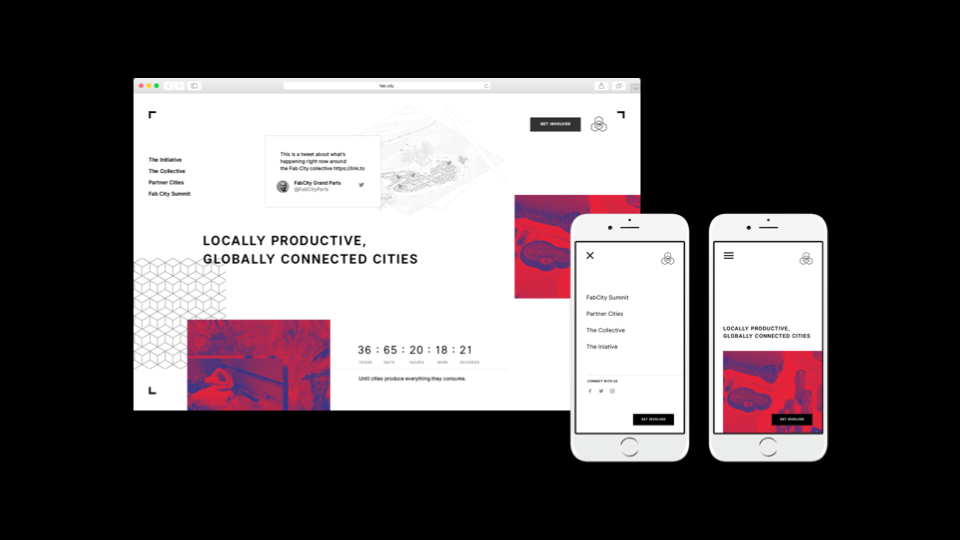 fab.city
GET INVOLVED
The Initiative
The Collective
Partner Cities
Fab City Summit
This is a tweet about what's
happening right now around
the Fab City collective https://link.to
FabCity Grand Paris
@FabCityParis
LOCALLY PRODUCTIVE,
GLOBALLY CONNECTED CITIES
36 : 65 : 20 : 18 : 21
YEARS DAYS HOURS MINS SECONDS
Until cities produce everything they consume.
FabCity Summit
Partner Cities
The Collective
The Iniative
CONNECT WITH US
GET INVOLVED
LOCALLY PRODUCTIVE,
GLOBALLY CONNECTED CITIES
GET INVOLVED